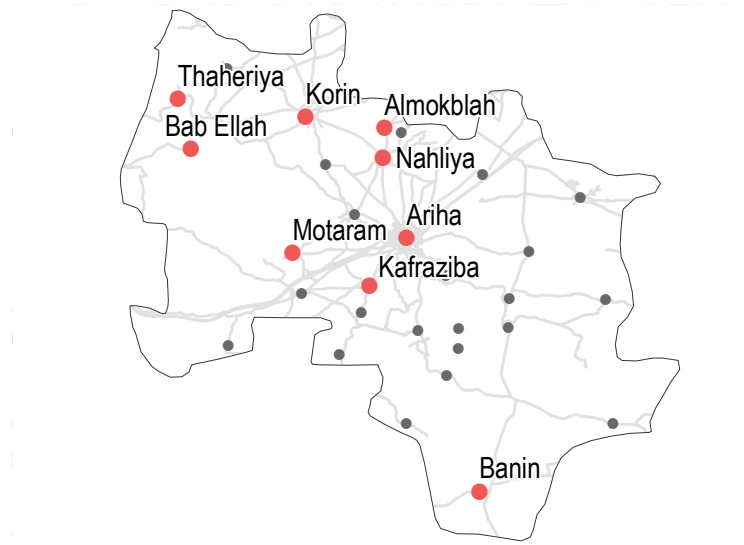 Thaheriya
Korin
Almokblah
Bab Ellah
Nahliya
Ariha
Motaram
Kafraziba
Banin